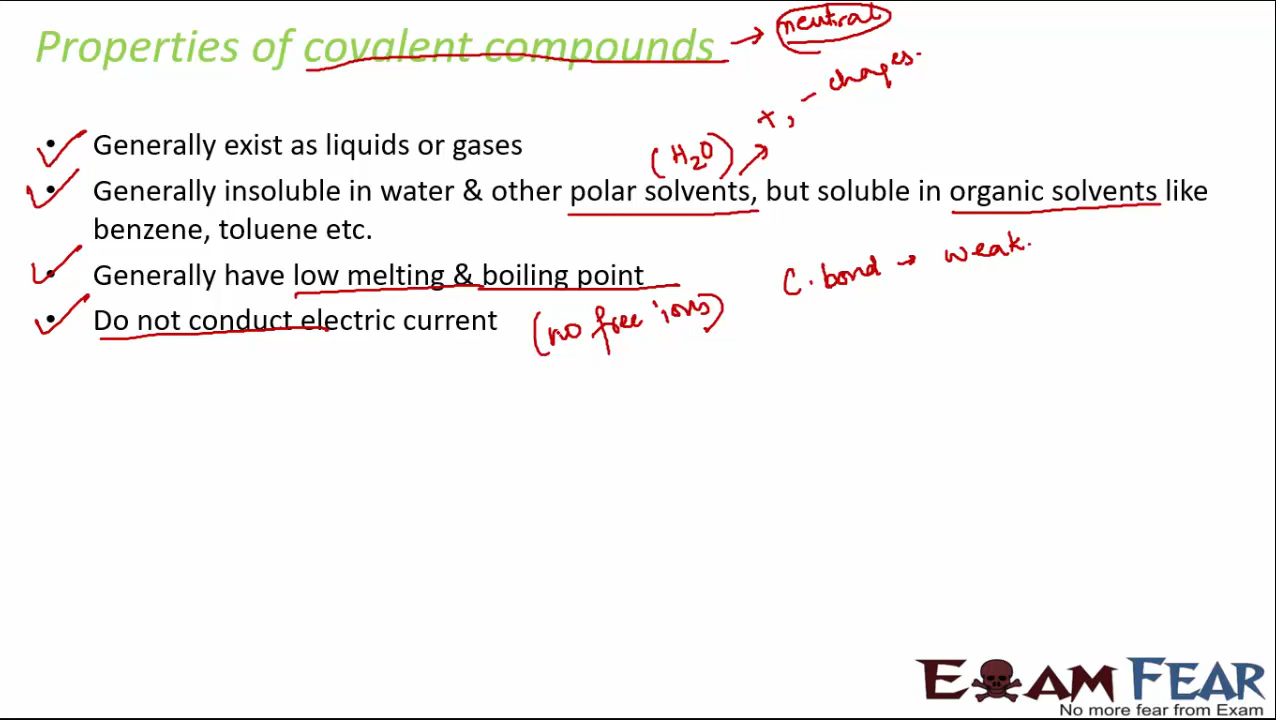 Properties of covalent compounds → neutral
+, - charges.
• Generally exist as liquids or gases
(H2O)
• Generally insoluble in water & other polar solvents, but soluble in organic solvents like
benzene, toluene etc.
• Generally have low melting & boiling point
C. bond → weak.
• Do not conduct electric current (no free ions)
EXAM FEAR
No more fear from Exam